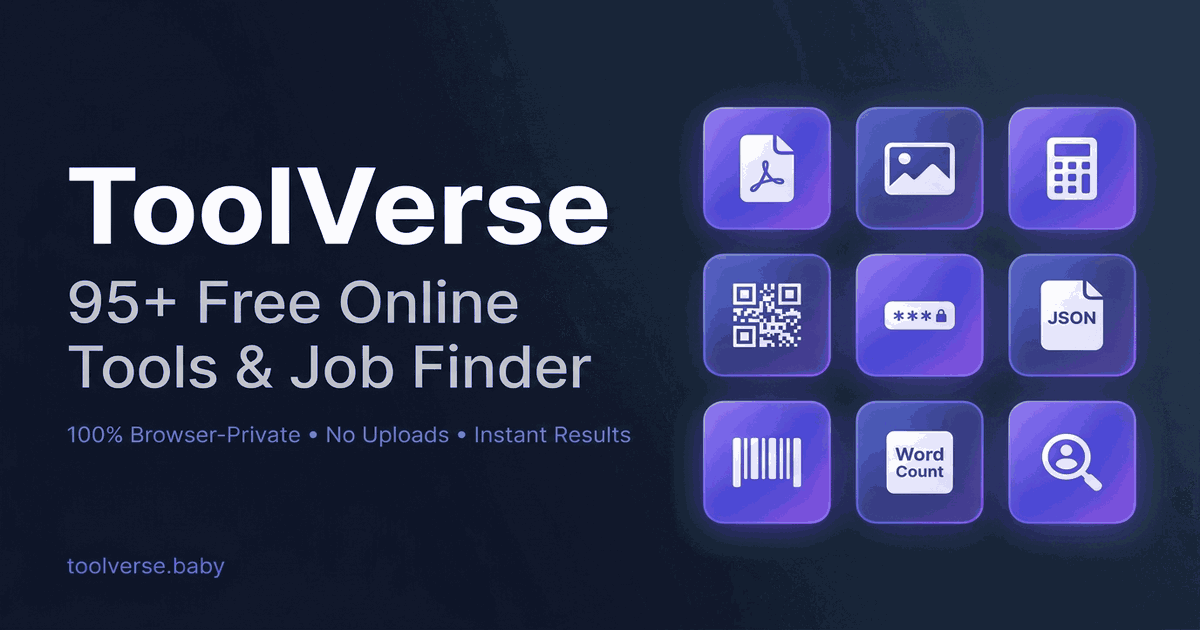 ToolVerse
95+ Free Online
Tools & Job Finder
100% Browser-Private • No Uploads • Instant Results
toolverse.baby
***
JSON
Word
Count